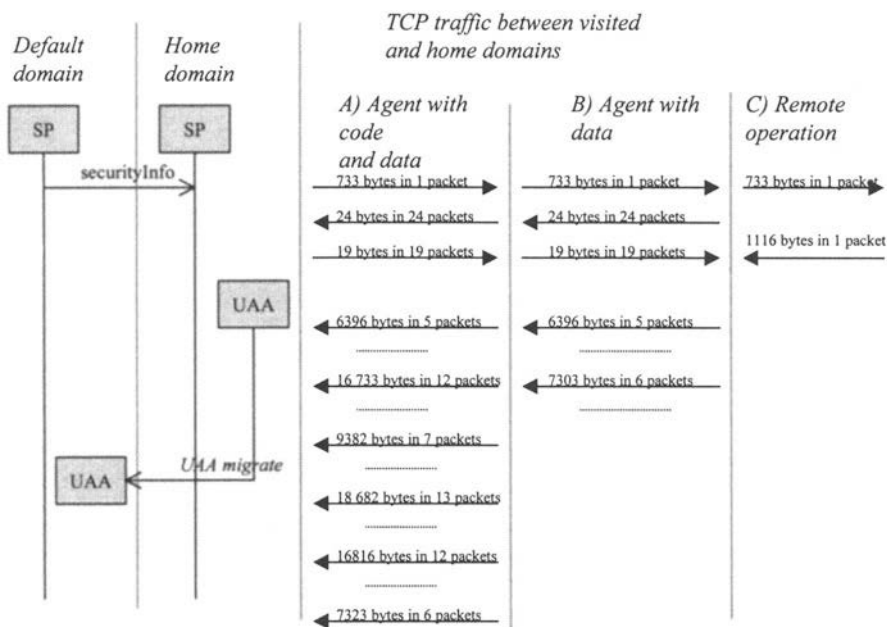 TCP traffic between visited
and home domains
Default
domain
Home
domain
A) Agent with
code
and data
B) Agent with
data
C) Remote
operation
SP
SP
securityInfo
733 bytes in 1 packet
733 bytes in 1 packet
733 bytes in 1 packet
24 bytes in 24 packets
24 bytes in 24 packets
19 bytes in 19 packets
19 bytes in 19 packets
1116 bytes in 1 packet
UAA
6396 bytes in 5 packets
6396 bytes in 5 packets
16 733 bytes in 12 packets
7303 bytes in 6 packets
9382 bytes in 7 packets
UAA migrate
UAA
18 682 bytes in 13 packets
16816 bytes in 12 packets
7323 bytes in 6 packets